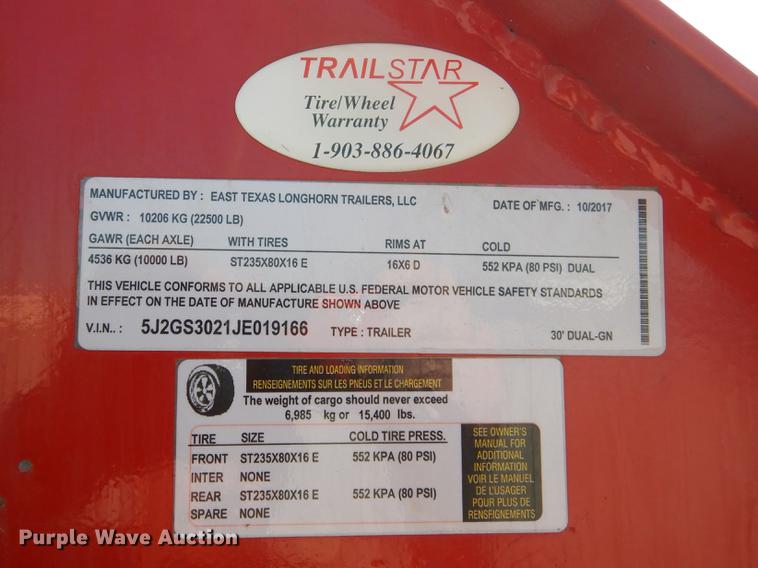 TRAILSTAR
Tire/Wheel
Warranty
1-903-886-4067
MANUFACTURED BY : EAST TEXAS LONGHORN TRAILERS, LLC DATE OF MFG. : 10/2017
GVWR : 10206 KG (22500 LB)
GAWR (EACH AXLE) WITH TIRES RIMS AT COLD
4536 KG (10000 LB) ST235X80X16 E 16X6 D 552 KPA (80 PSI) DUAL
THIS VEHICLE CONFORMS TO ALL APPLICABLE U.S. FEDERAL MOTOR VEHICLE SAFETY STANDARDS
IN EFFECT ON THE DATE OF MANUFACTURE SHOWN ABOVE
V.I.N.. : 5J2GS3021JE019166 TYPE : TRAILER 30' DUAL-GN
TIRE AND LOADING INFORMATION
RENSEIGNEMENTS SUR LES PNEUS ET LE CHARGEMENT
The weight of cargo should never exceed
6,985 kg or 15,400 lbs.
TIRE SIZE COLD TIRE PRESS.
FRONT ST235X80X16 E 552 KPA (80 PSI)
INTER NONE
REAR ST235X80X16 E 552 KPA (80 PSI)
SPARE NONE
SEE OWNER'S
MANUAL FOR
ADDITIONAL
INFORMATION
VOIR LE MANUEL
DE L'USAGER
POUR PLUS DE
RENSEIGNEMENTS
Purple Wave Auction